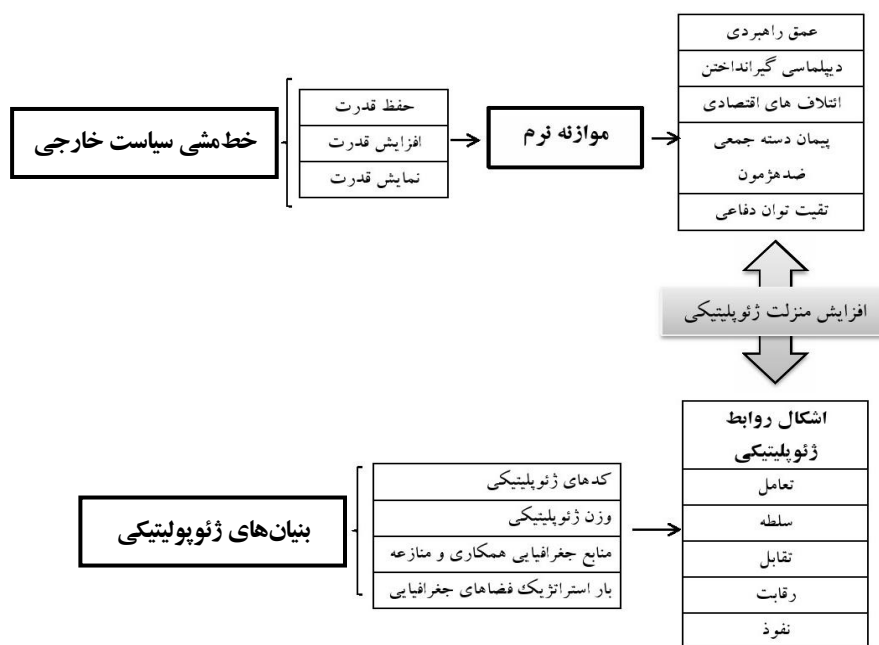 خط‌مشی سیاست خارجی
حفظ قدرت
افزایش قدرت
نمایش قدرت
موازنه نرم
عمق راهبردی
دیپلماسی گیرانداختن
ائتلاف های اقتصادی
پیمان دسته جمعی
ضدهژمون
تقیت توان دفاعی
افزایش منزلت ژئوپلیتیکی
بنیان‌های ژئوپولیتیکی
کدهای ژئوپلیتیکی
وزن ژئوپلیتیکی
منابع جغرافیایی همکاری و منازعه
بار استراتژیک فضاهای جغرافیایی
اشکال روابط
ژئوپلیتیکی
تعامل
سلطه
تقابل
رقابت
نفوذ